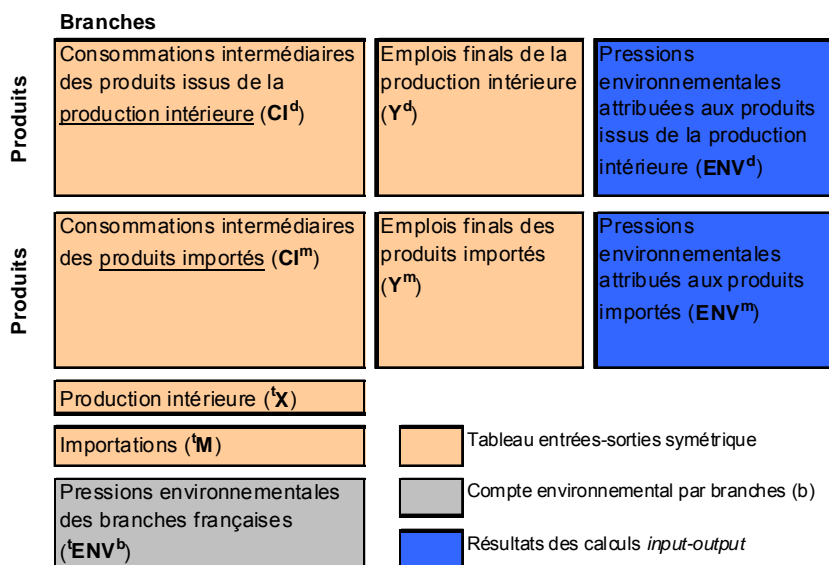 Branches
Produits
Consommations intermédiaires
des produits issus de la
production intérieure (CI^d)
Emplois finals de la
production intérieure
(Y^d)
Pressions
environnementales
attribuées aux produits
issus de la production
intérieure (ENV^d)
Produits
Consommations intermédiaires
des produits importés (CI^m)
Emplois finals des
produits importés
(Y^m)
Pressions
environnementales
attribués aux produits
importés (ENV^m)
Production intérieure (^tX)
Importations (^tM)
Pressions environnementales
des branches françaises
(^tENV^b)
Tableau entrées-sorties symétrique
Compte environnemental par branches (b)
Résultats des calculs input-output